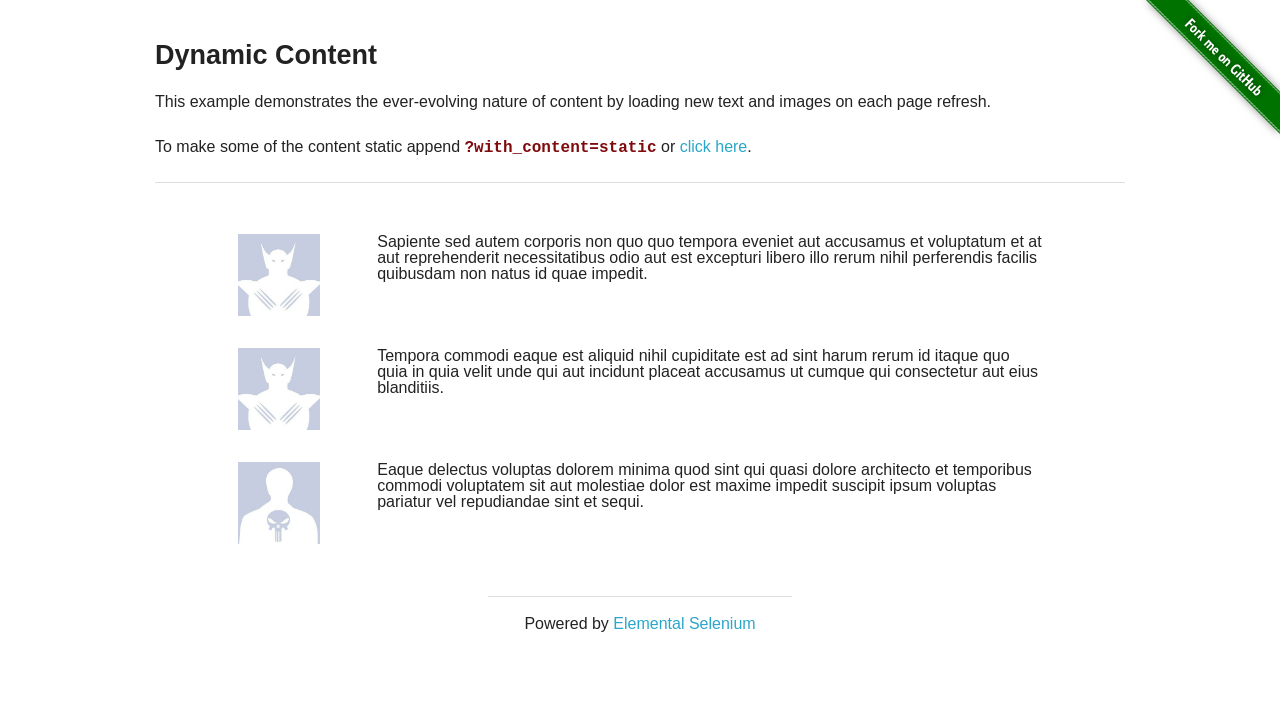 Dynamic Content
Fork me on GitHub
This example demonstrates the ever-evolving nature of content by loading new text and images on each page refresh.
To make some of the content static append ?with_content=static or click here.
Sapiente sed autem corporis non quo quo tempora eveniet aut accusamus et voluptatum et at
aut reprehenderit necessitatibus odio aut est excepturi libero illo rerum nihil perferendis facilis
quibusdam non natus id quae impedit.
Tempora commodi eaque est aliquid nihil cupiditate est ad sint harum rerum id itaque quo
quia in quia velit unde qui aut incidunt placeat accusamus ut cumque qui consectetur aut eius
blanditiis.
Eaque delectus voluptas dolorem minima quod sint qui quasi dolore architecto et temporibus
commodi voluptatem sit aut molestiae dolor est maxime impedit suscipit ipsum voluptas
pariatur vel repudiandae sint et sequi.
Powered by Elemental Selenium